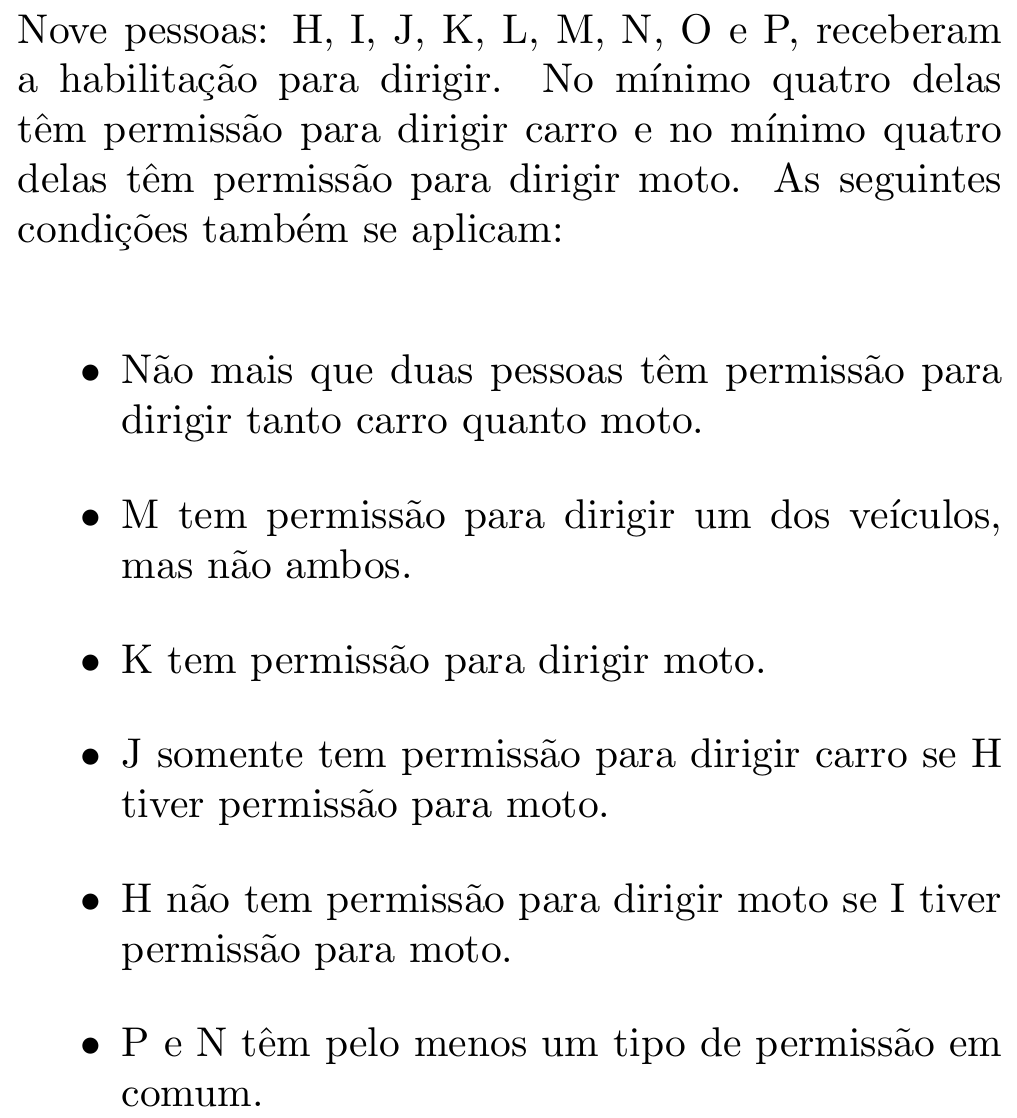 Nove pessoas: H, I, J, K, L, M, N, O e P, receberam
a habilitação para dirigir. No mínimo quatro delas
têm permissão para dirigir carro e no mínimo quatro
delas têm permissão para dirigir moto. As seguintes
condições também se aplicam:
• Não mais que duas pessoas têm permissão para
dirigir tanto carro quanto moto.
• M tem permissão para dirigir um dos veículos,
mas não ambos.
• K tem permissão para dirigir moto.
• J somente tem permissão para dirigir carro se H
tiver permissão para moto.
• H não tem permissão para dirigir moto se I tiver
permissão para moto.
• P e N têm pelo menos um tipo de permissão em
comum.